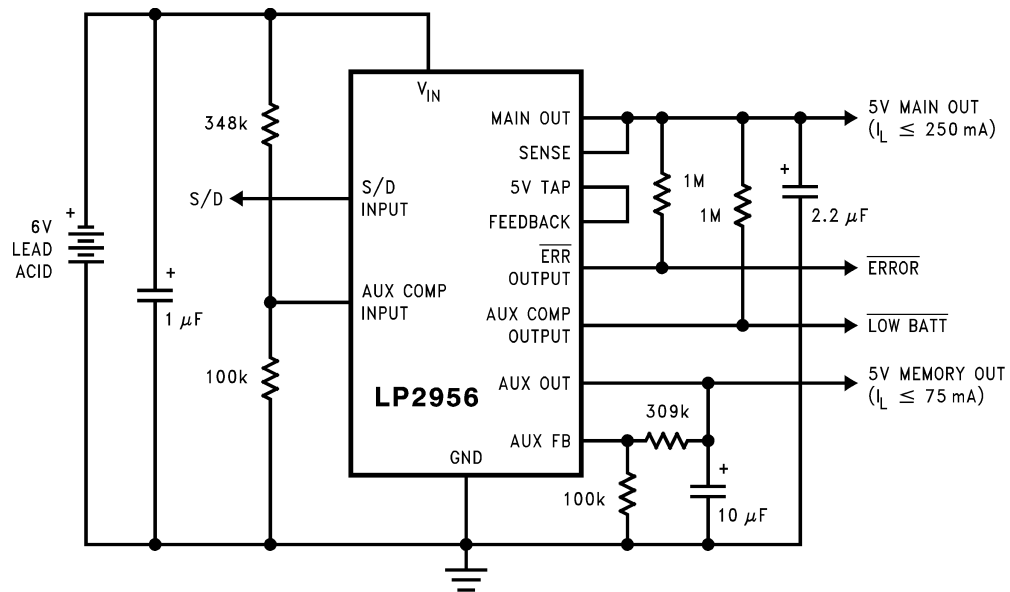 V_IN
MAIN OUT
5V MAIN OUT
(I_L ≤ 250 mA)
348k
SENSE
+
1M
S/D
S/D
INPUT
5V TAP
1M
2.2 μF
+
6V
LEAD
ACID
FEEDBACK
ERR
OUTPUT
ERROR
+
1 μF
AUX COMP
INPUT
AUX COMP
OUTPUT
LOW BATT
100k
LP2956
AUX OUT
5V MEMORY OUT
(I_L ≤ 75 mA)
309k
AUX FB
GND
+
100k
10 μF